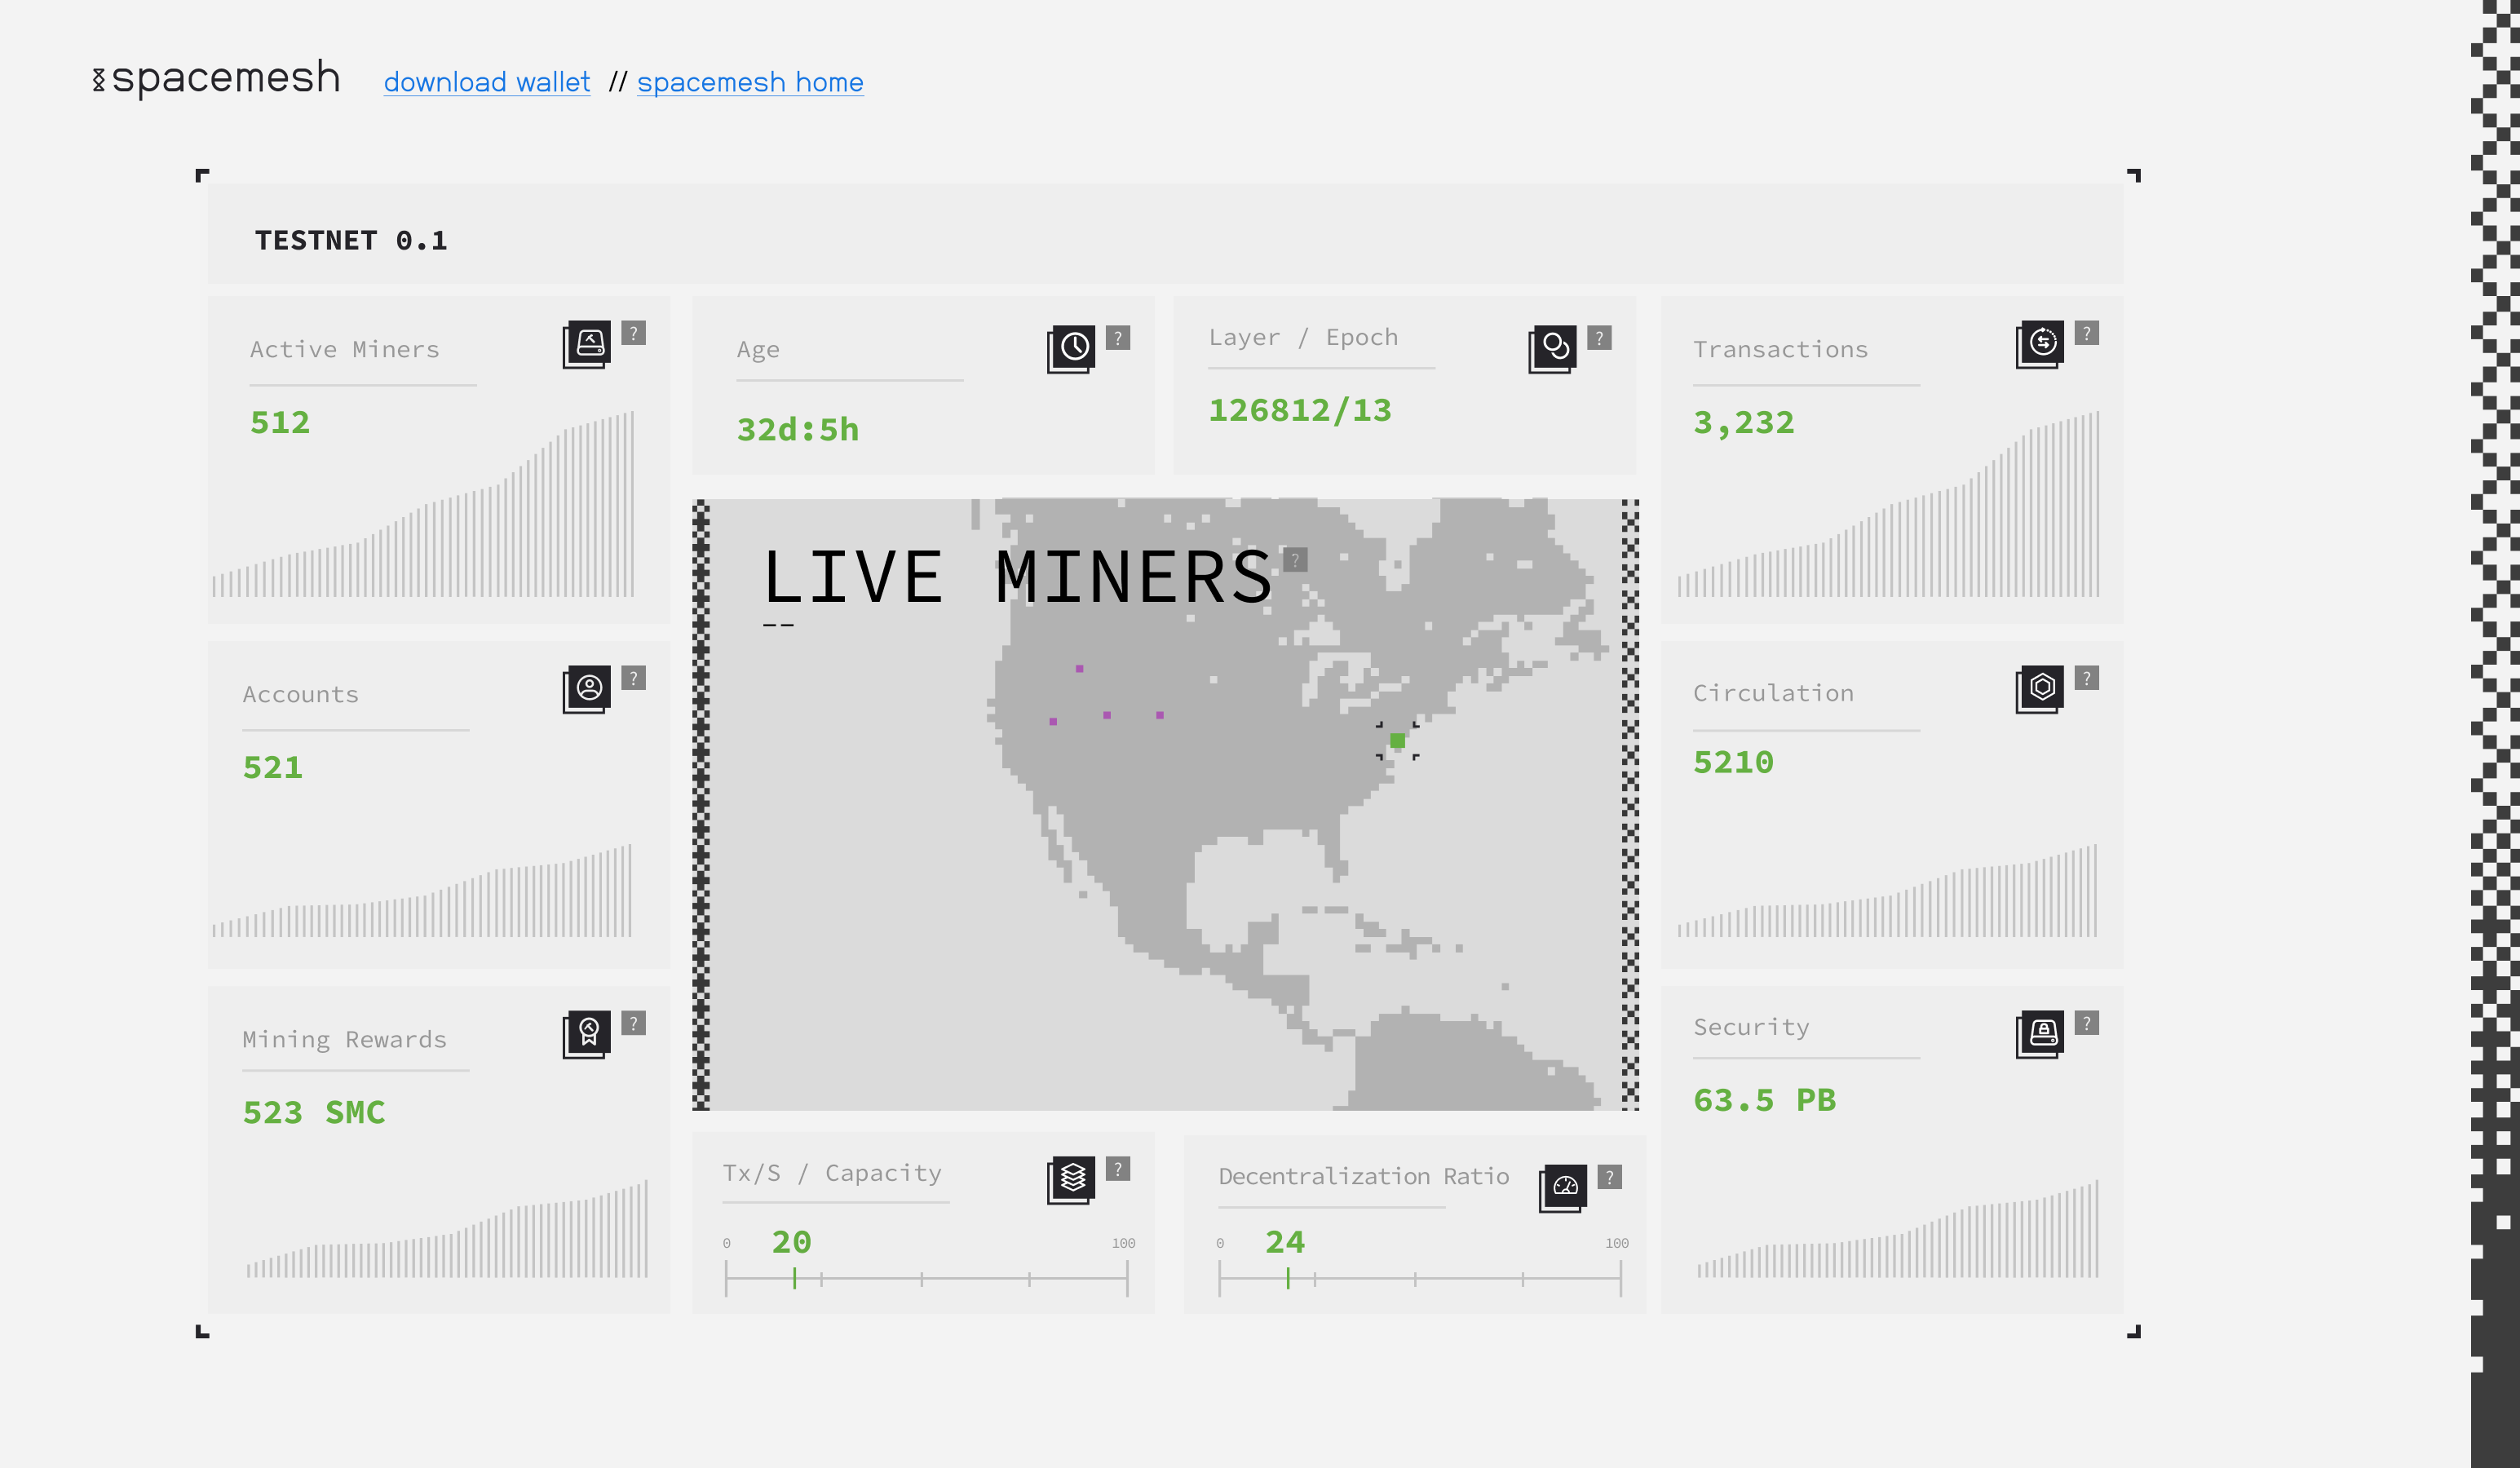 spacemesh
download wallet // spacemesh home
TESTNET 0.1
Active Miners ?
512
Age ?
32d:5h
Layer / Epoch ?
126812/13
Transactions ?
3,232
LIVE MINERS ?
--
Accounts ?
521
Circulation ?
5210
Mining Rewards ?
523 SMC
Security ?
63.5 PB
Tx/S / Capacity ?
0 20 100
Decentralization Ratio ?
0 24 100